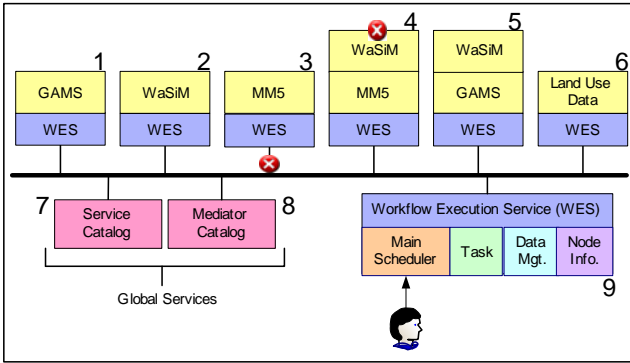 1
GAMS
WES
2
WaSiM
WES
3
MM5
WES
4
WaSiM
MM5
WES
5
WaSiM
GAMS
WES
6
Land Use
Data
WES
7
Service
Catalog
8
Mediator
Catalog
Global Services
Workflow Execution Service (WES)
Main
Scheduler
Task
Data
Mgt.
Node
Info.
9